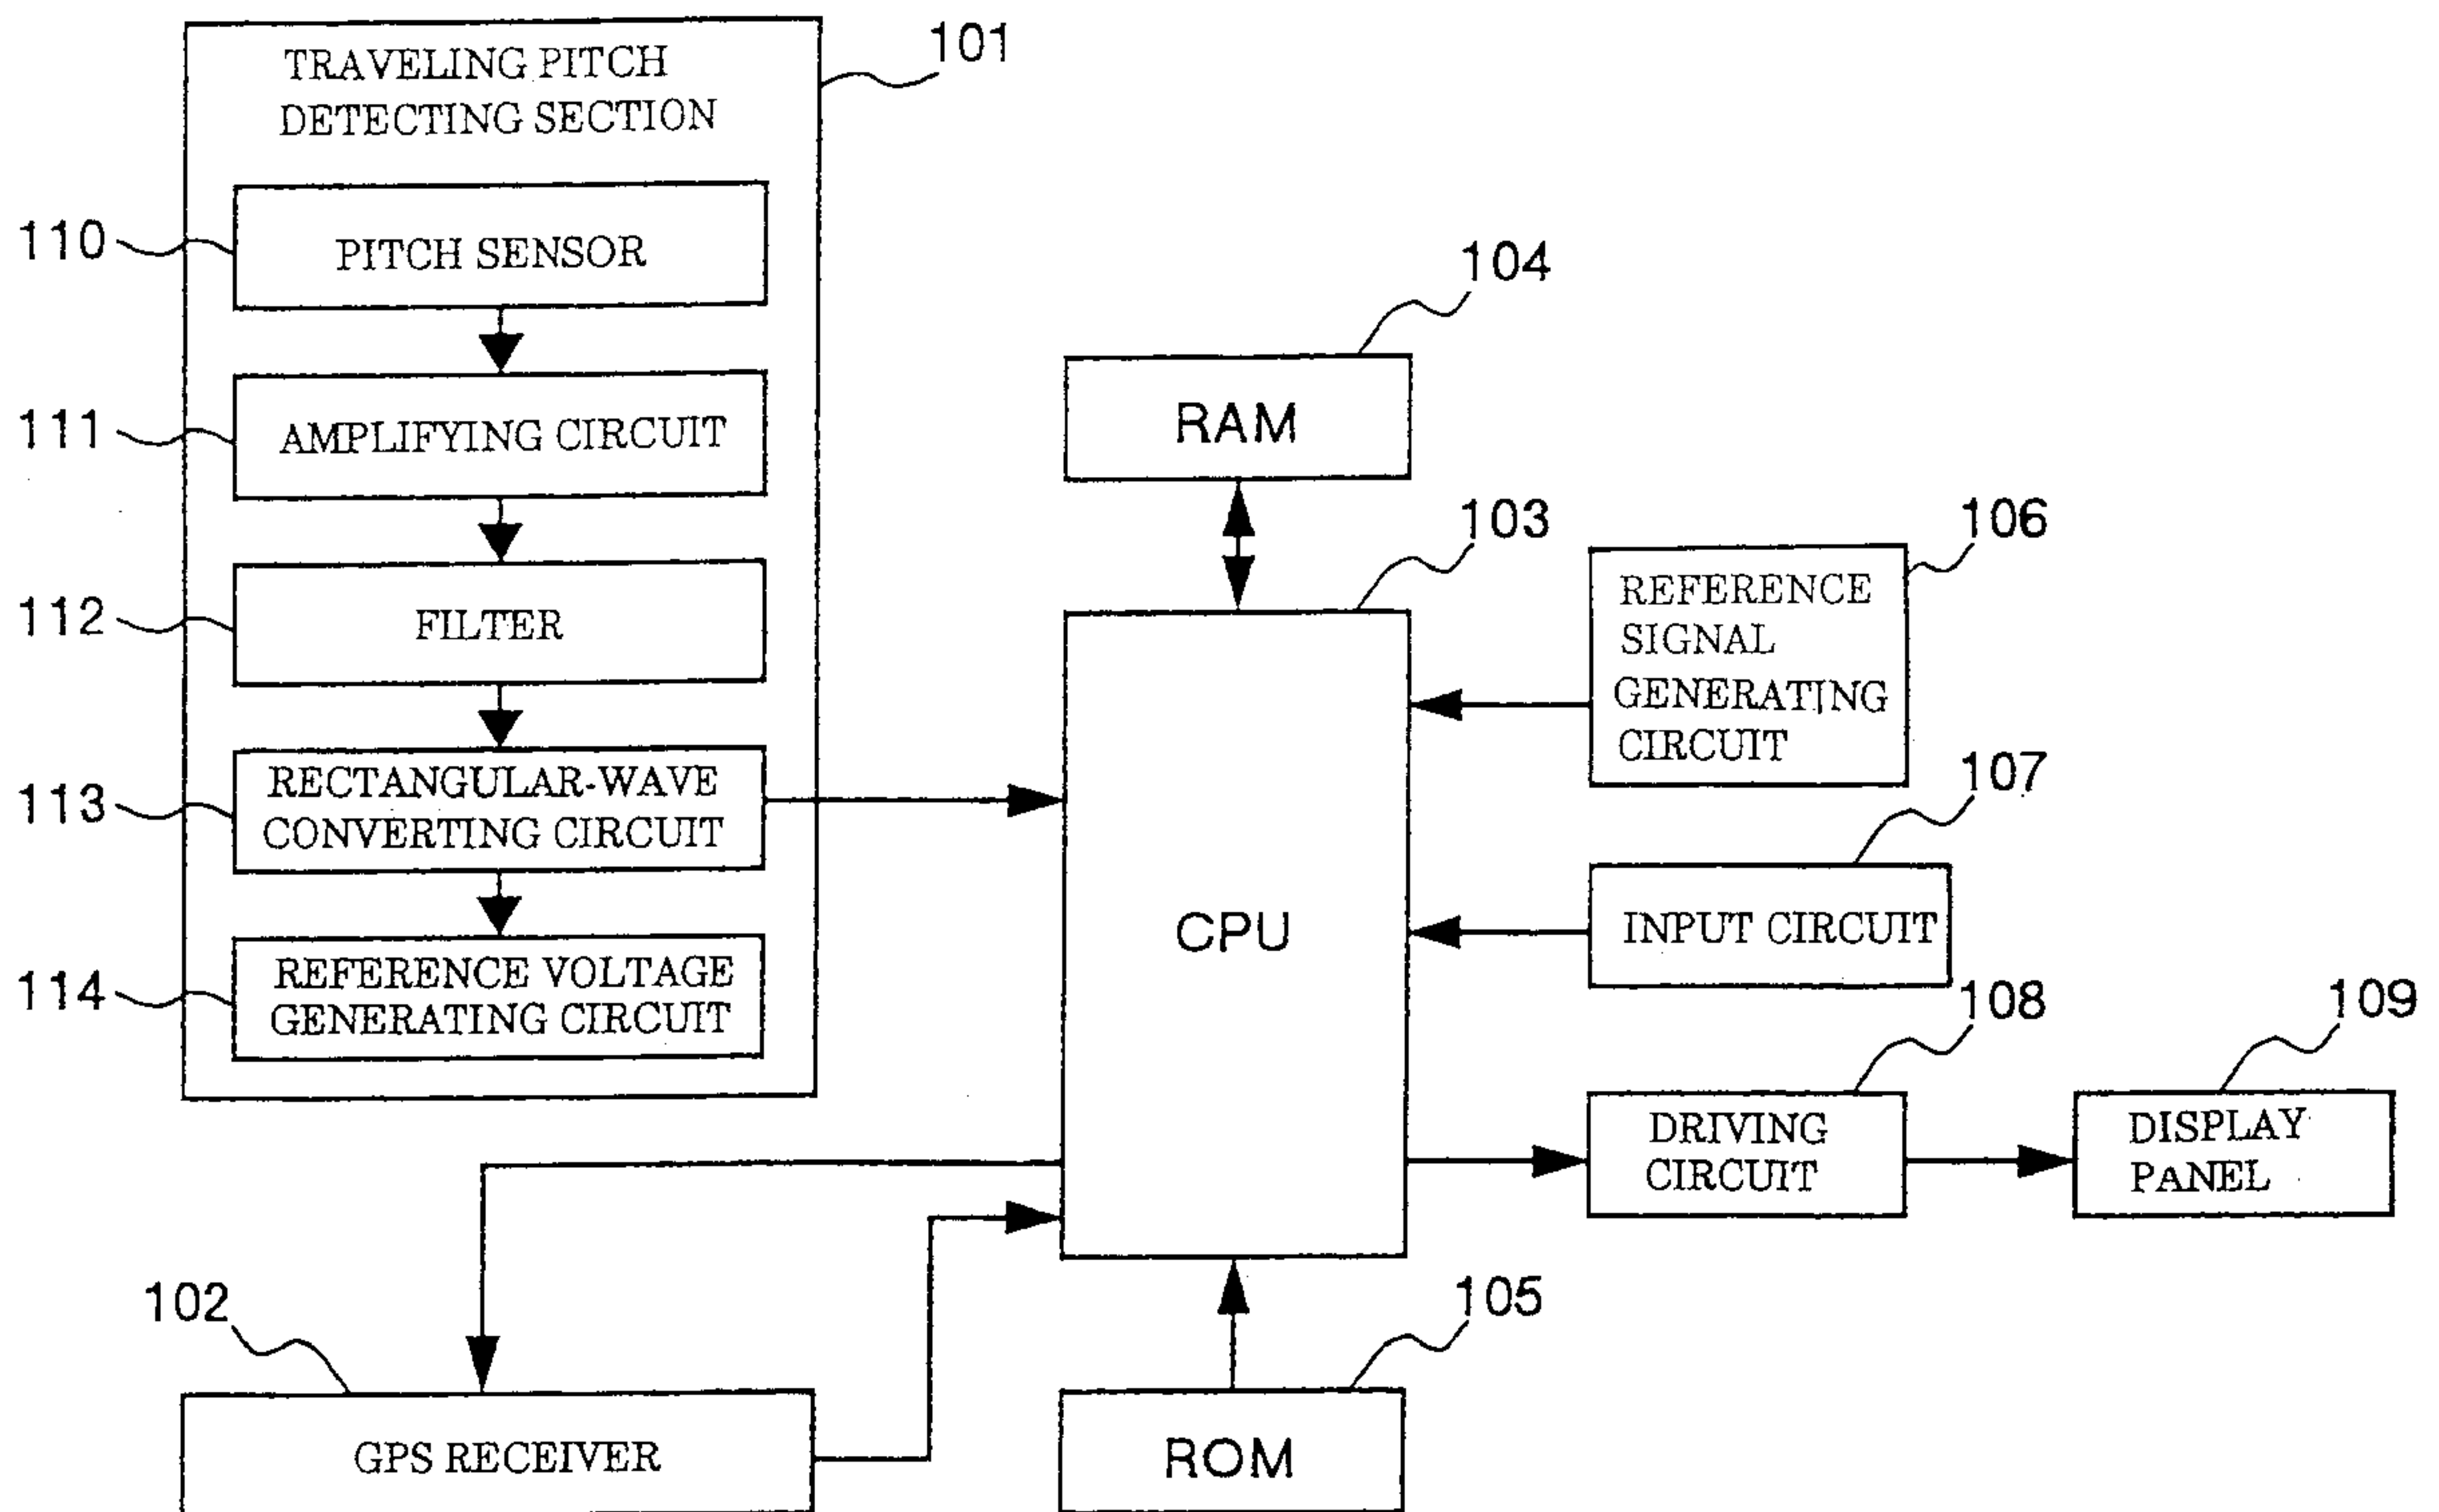 101
TRAVELING PITCH
DETECTING SECTION
110
PITCH SENSOR
111
AMPLIFYING CIRCUIT
112
FILTER
113
RECTANGULAR-WAVE
CONVERTING CIRCUIT
114
REFERENCE VOLTAGE
GENERATING CIRCUIT
104
RAM
103
CPU
106
REFERENCE
SIGNAL
GENERATING
CIRCUIT
107
INPUT CIRCUIT
108
DRIVING
CIRCUIT
109
DISPLAY
PANEL
102
GPS RECEIVER
105
ROM